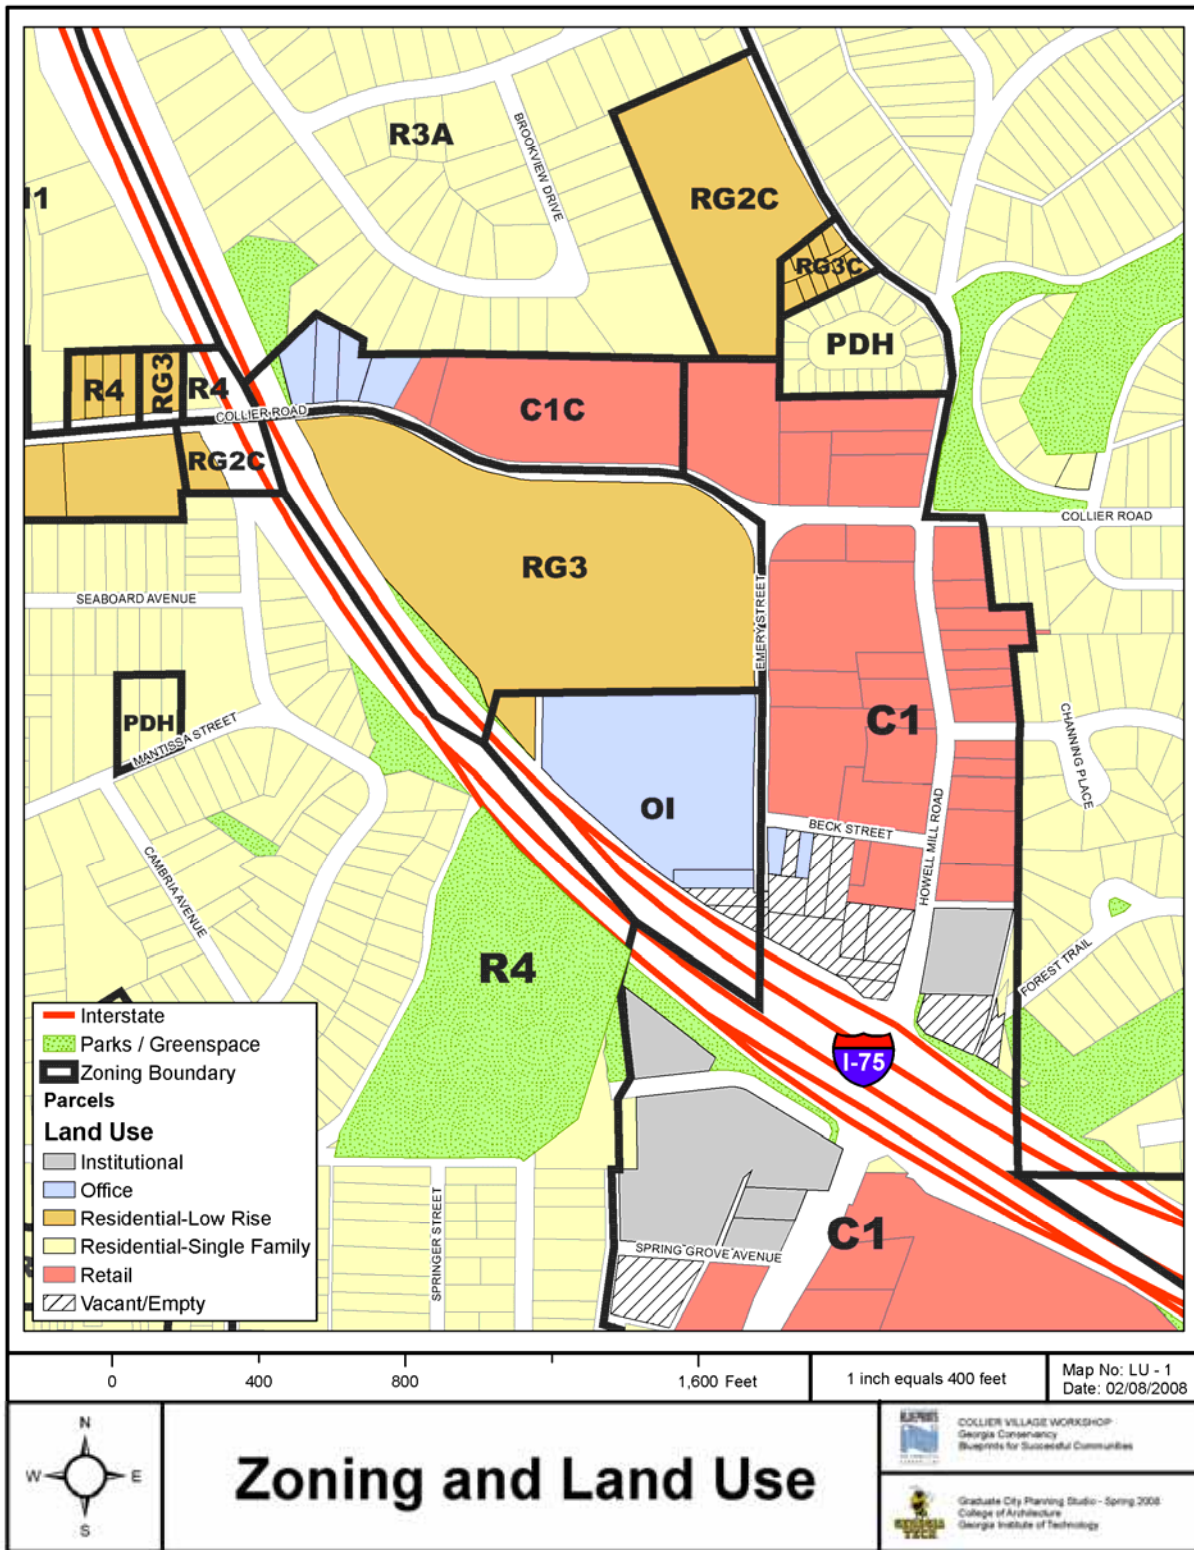 R3A
BROOKVIEW DRIVE
RG2C
RG3C
PDH
R4
RG3
R4
COLLIER ROAD
C1C
RG2C
COLLIER ROAD
RG3
SEABOARD AVENUE
EMERY STREET
PDH
MANTISSA STREET
C1
CHANNING PLACE
OI
BECK STREET
HOWELL MILL ROAD
CAMBRIA AVENUE
FOREST TRAIL
R4
I-75
Interstate
Parks / Greenspace
Zoning Boundary
Parcels
Land Use
Institutional
Office
Residential-Low Rise
Residential-Single Family
Retail
Vacant/Empty
SPRINGER STREET
SPRING GROVE AVENUE
C1
0 400 800 1,600 Feet
1 inch equals 400 feet
Map No: LU - 1
Date: 02/08/2008
N
W E
S
Zoning and Land Use
BLUEPRINTS
COLLIER VILLAGE WORKSHOP
Georgia Conservancy
Blueprints for Successful Communities
GEORGIA
TECH
Graduate City Planning Studio - Spring 2008
College of Architecture
Georgia Institute of Technology